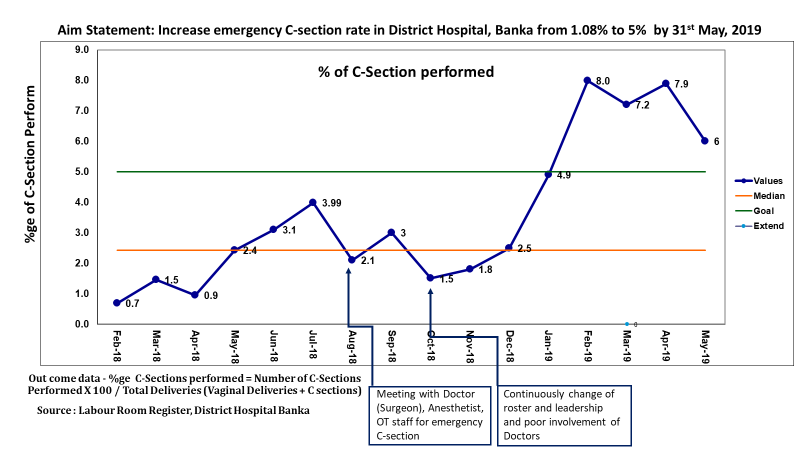 Aim Statement: Increase emergency C-section rate in District Hospital, Banka from 1.08% to 5% by 31st May, 2019
% of C-Section performed
%ge of C-Section Perform
9.0
8.0
7.0
6.0
5.0
4.0
3.0
2.0
1.0
0.0
0.7
1.5
0.9
2.4
3.1
3.99
2.1
3
1.5
1.8
2.5
4.9
8.0
7.2
7.9
6
0
Values
Median
Goal
Extend
Feb-18
Mar-18
Apr-18
May-18
Jun-18
Jul-18
Aug-18
Sep-18
Oct-18
Nov-18
Dec-18
Jan-19
Feb-19
Mar-19
Apr-19
May-19
Out come data - %ge C-Sections performed = Number of C-Sections
Performed X 100 / Total Deliveries (Vaginal Deliveries + C sections)
Source : Labour Room Register, District Hospital Banka
Meeting with Doctor
(Surgeon), Anesthetist,
OT staff for emergency
C-section
Continuously change of
roster and leadership
and poor involvement of
Doctors